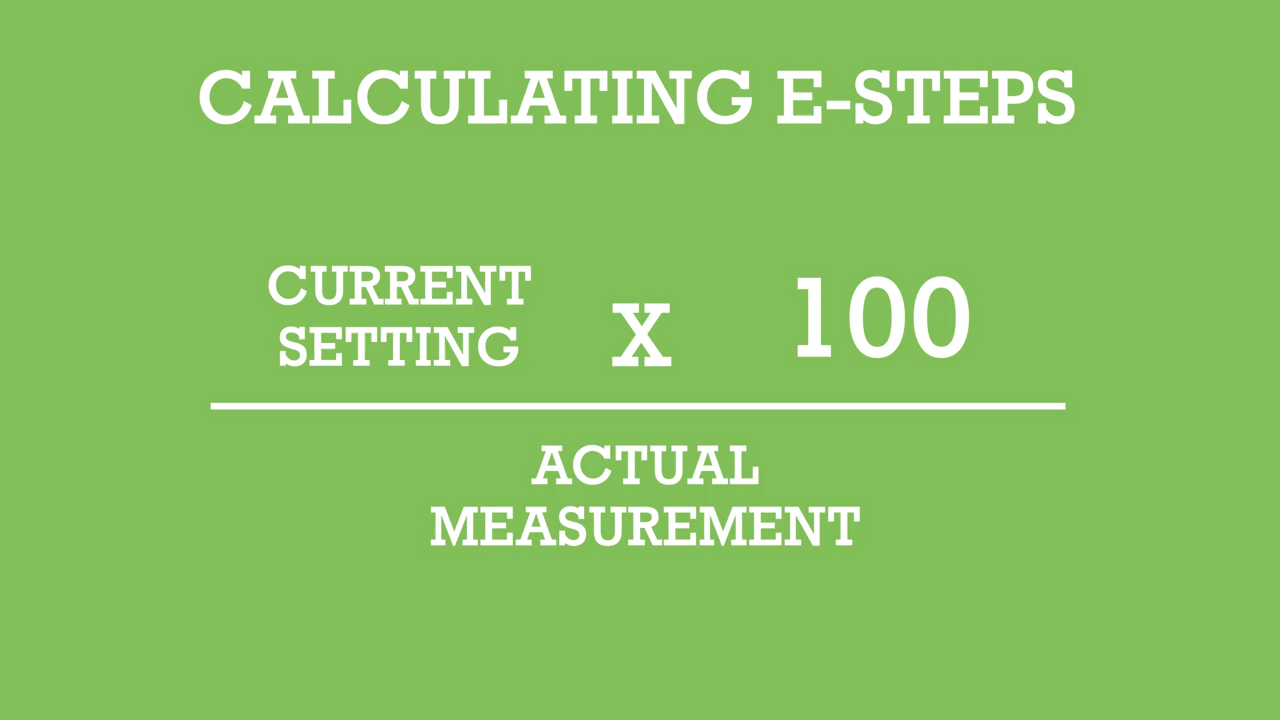 CALCULATING E-STEPS
CURRENT
SETTING
X
100
ACTUAL
MEASUREMENT